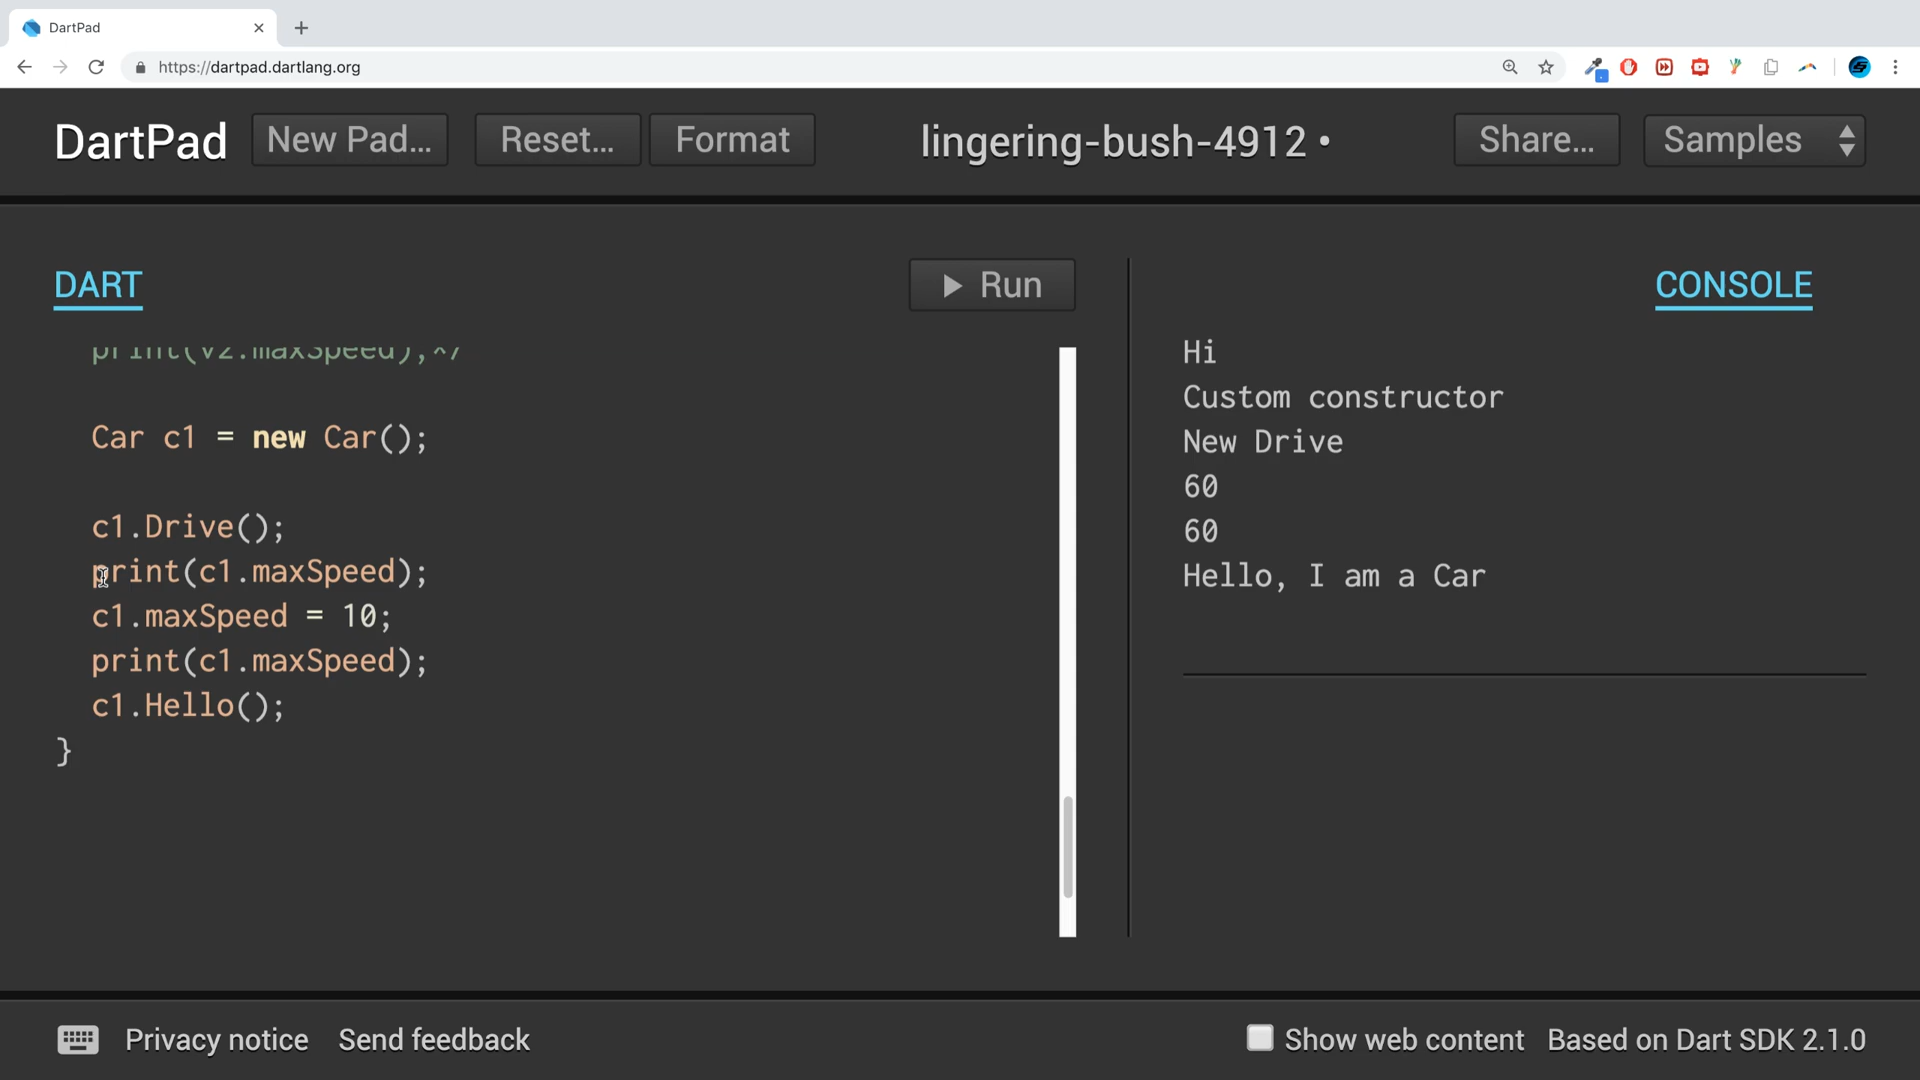 DartPad
https://dartpad.dartlang.org
DartPad
New Pad...
Reset...
Format
lingering-bush-4912 •
Share...
Samples
DART
Run
CONSOLE
print(v2.maxSpeed);*/
Car c1 = new Car();
c1.Drive();
print(c1.maxSpeed);
c1.maxSpeed = 10;
print(c1.maxSpeed);
c1.Hello();
}
Hi
Custom constructor
New Drive
60
60
Hello, I am a Car
Privacy notice
Send feedback
Show web content
Based on Dart SDK 2.1.0